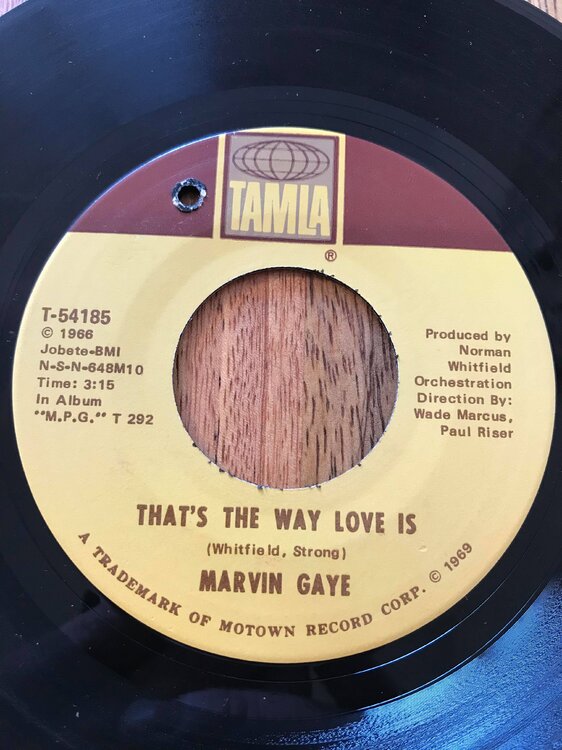 TAMLA
®
T-54185
© 1966
Jobete-BMI
N-S-N-648M10
Time: 3:15
In Album
"M.P.G." T 292
Produced by
Norman
Whitfield
Orchestration
Direction By:
Wade Marcus,
Paul Riser
THAT'S THE WAY LOVE IS
(Whitfield, Strong)
MARVIN GAYE
A TRADEMARK OF MOTOWN RECORD CORP. © 1969